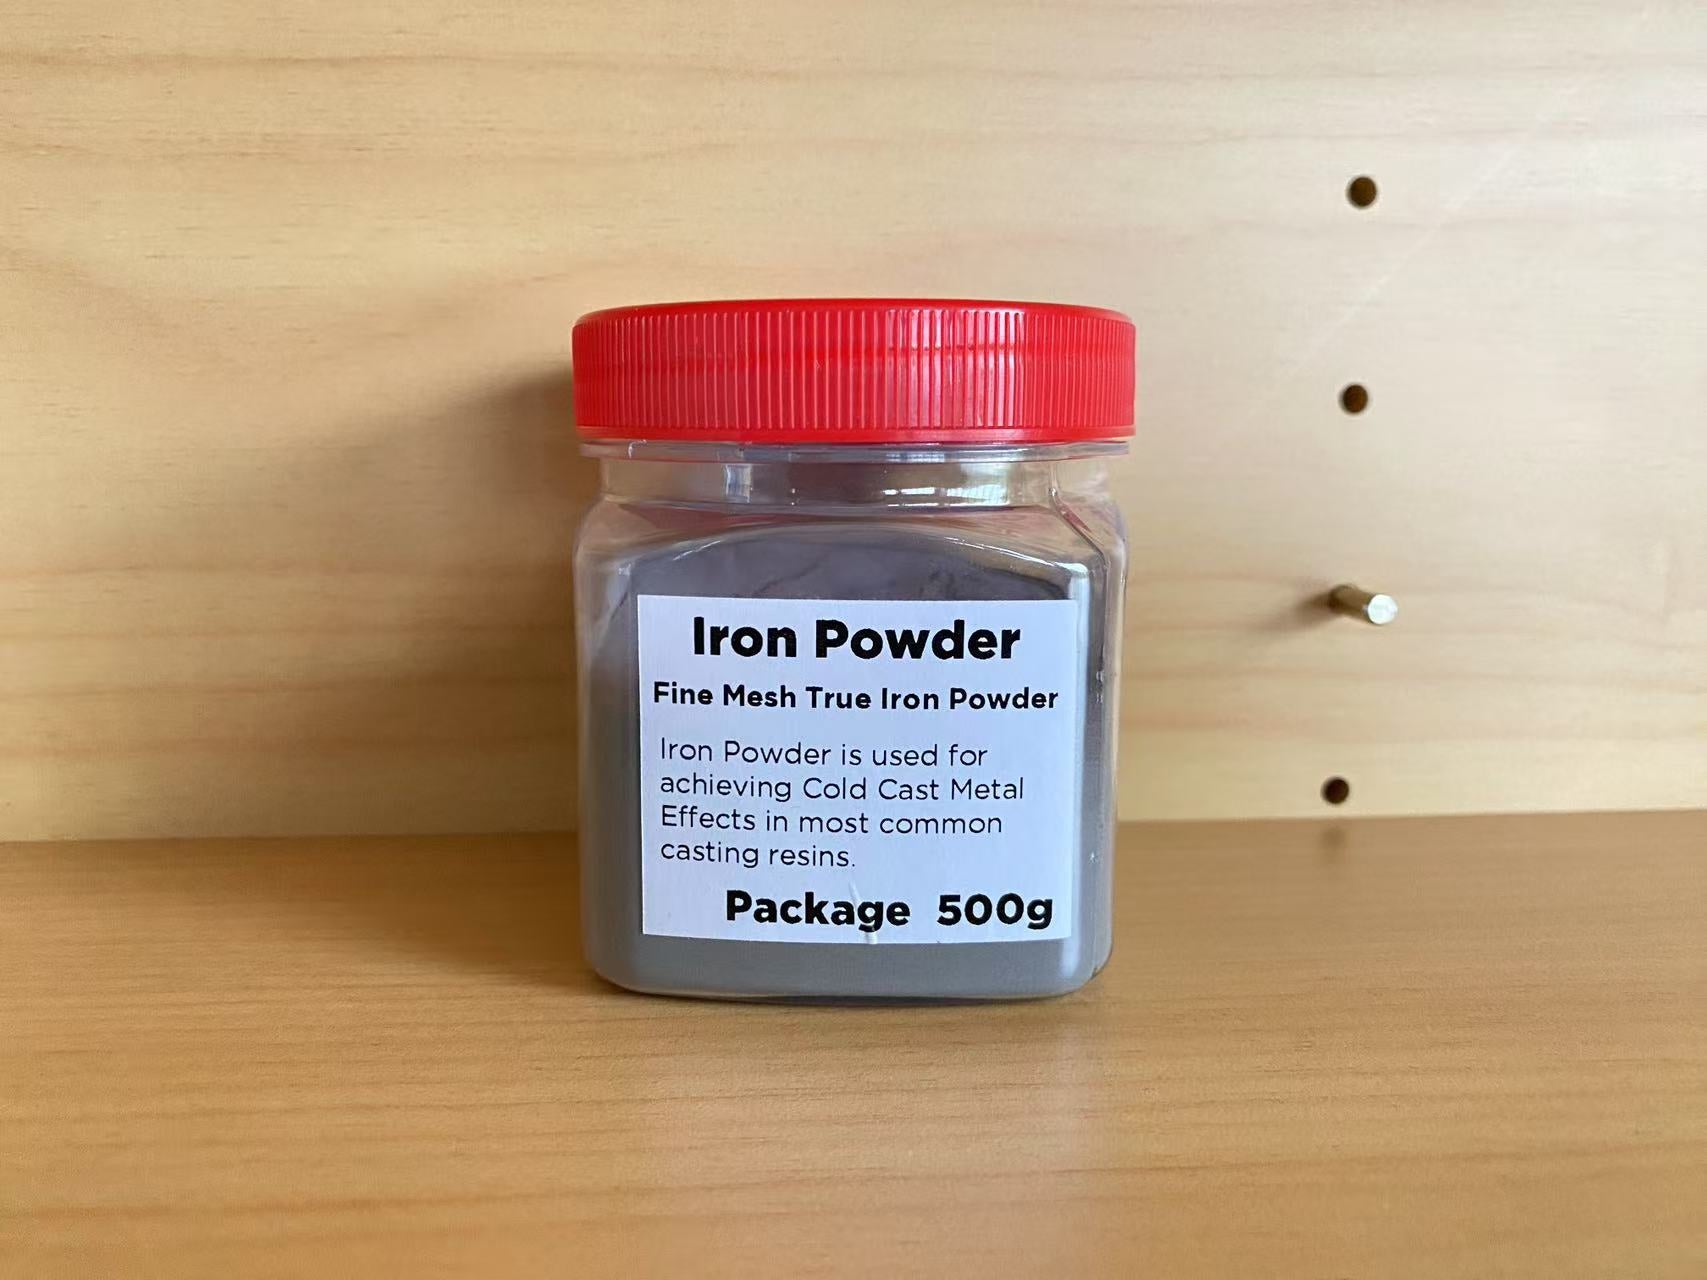 Iron Powder
Fine Mesh True Iron Powder
Iron Powder is used for
achieving Cold Cast Metal
Effects in most common
casting resins.
Package 500g